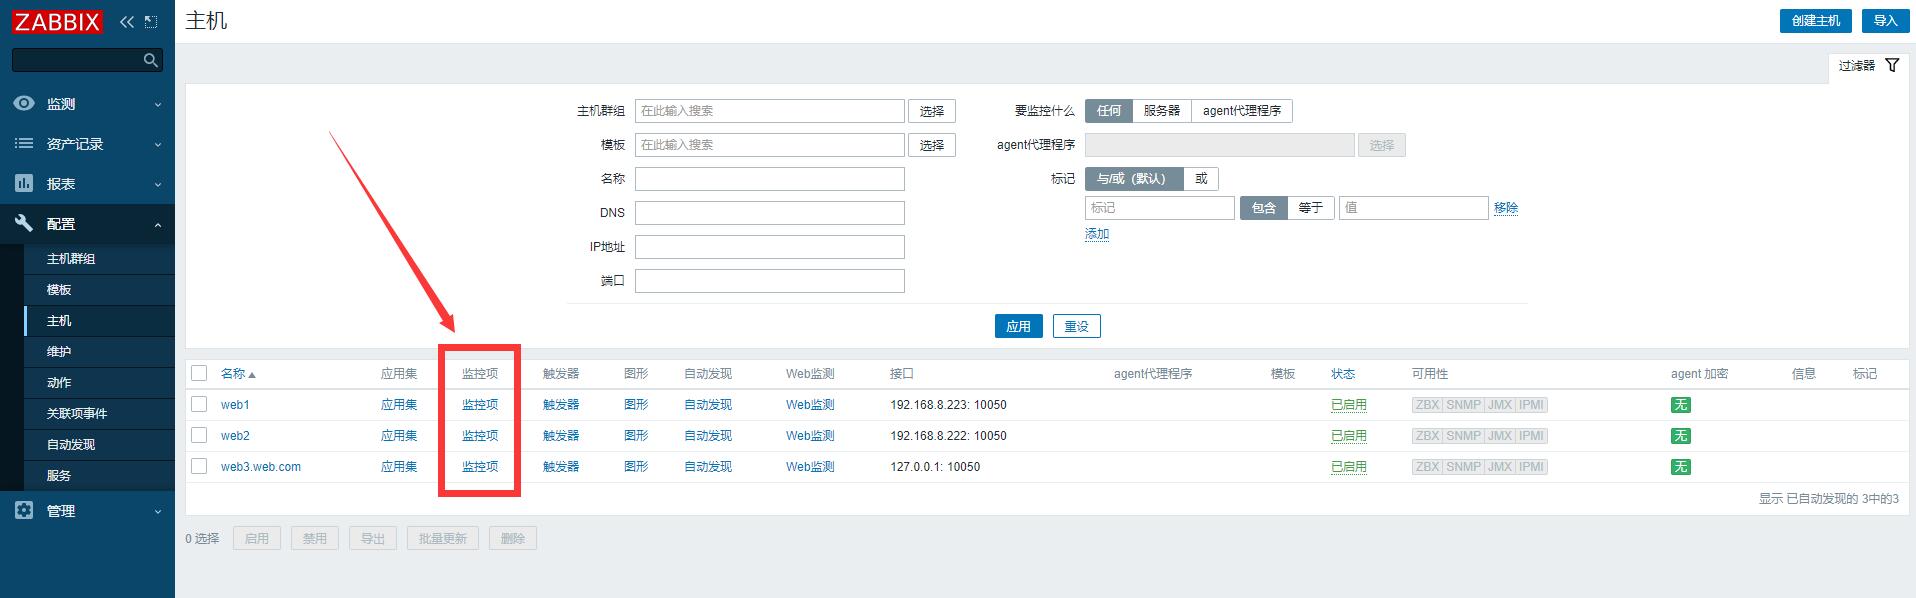 ZABBIX
主机
创建主机 导入
过滤器
监测
资产记录
报表
配置
主机群组
模板
主机
维护
动作
关联项事件
自动发现
服务
管理
主机群组 在此输入搜索 选择
模板 在此输入搜索 选择
名称
DNS
IP地址
端口
要监控什么 任何 服务器 agent代理程序
agent代理程序 选择
标记 与/或（默认） 或
标记 包含 等于 值 移除
添加
应用 重设
名称 应用集 监控项 触发器 图形 自动发现 Web监测 接口 agent代理程序 模板 状态 可用性 agent 加密 信息 标记
web1 应用集 监控项 触发器 图形 自动发现 Web监测 192.168.8.223: 10050 已启用 ZBX SNMP JMX IPMI 无
web2 应用集 监控项 触发器 图形 自动发现 Web监测 192.168.8.222: 10050 已启用 ZBX SNMP JMX IPMI 无
web3.web.com 应用集 监控项 触发器 图形 自动发现 Web监测 127.0.0.1: 10050 已启用 ZBX SNMP JMX IPMI 无
显示 已自动发现的 3中的3
0 选择 启用 禁用 导出 批量更新 删除